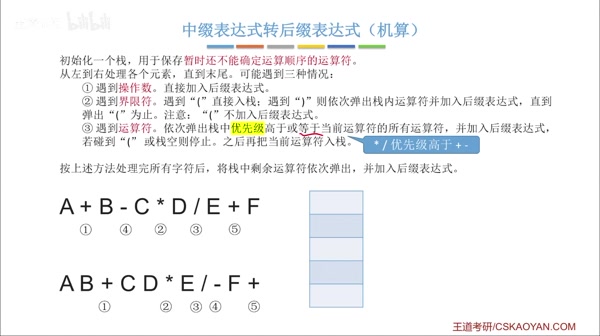 bilibili
中缀表达式转后缀表达式（机算）
初始化一个栈，用于保存暂时还不能确定运算顺序的运算符。
从左到右处理各个元素，直到末尾。可能遇到三种情况：
① 遇到操作数。直接加入后缀表达式。
② 遇到界限符。遇到“(”直接入栈；遇到“)”则依次弹出栈内运算符并加入后缀表达式，直到
弹出“(”为止。注意：“(”不加入后缀表达式。
③ 遇到运算符。依次弹出栈中优先级高于或等于当前运算符的所有运算符，并加入后缀表达式，
若碰到“(” 或栈空则停止。之后再把当前运算符入栈。
* / 优先级高于 + -
按上述方法处理完所有字符后，将栈中剩余运算符依次弹出，并加入后缀表达式。
A + B - C * D / E + F
① ④ ② ③ ⑤
A B + C D * E / - F +
① ② ③ ④ ⑤
王道考研/CSKAOYAN.COM